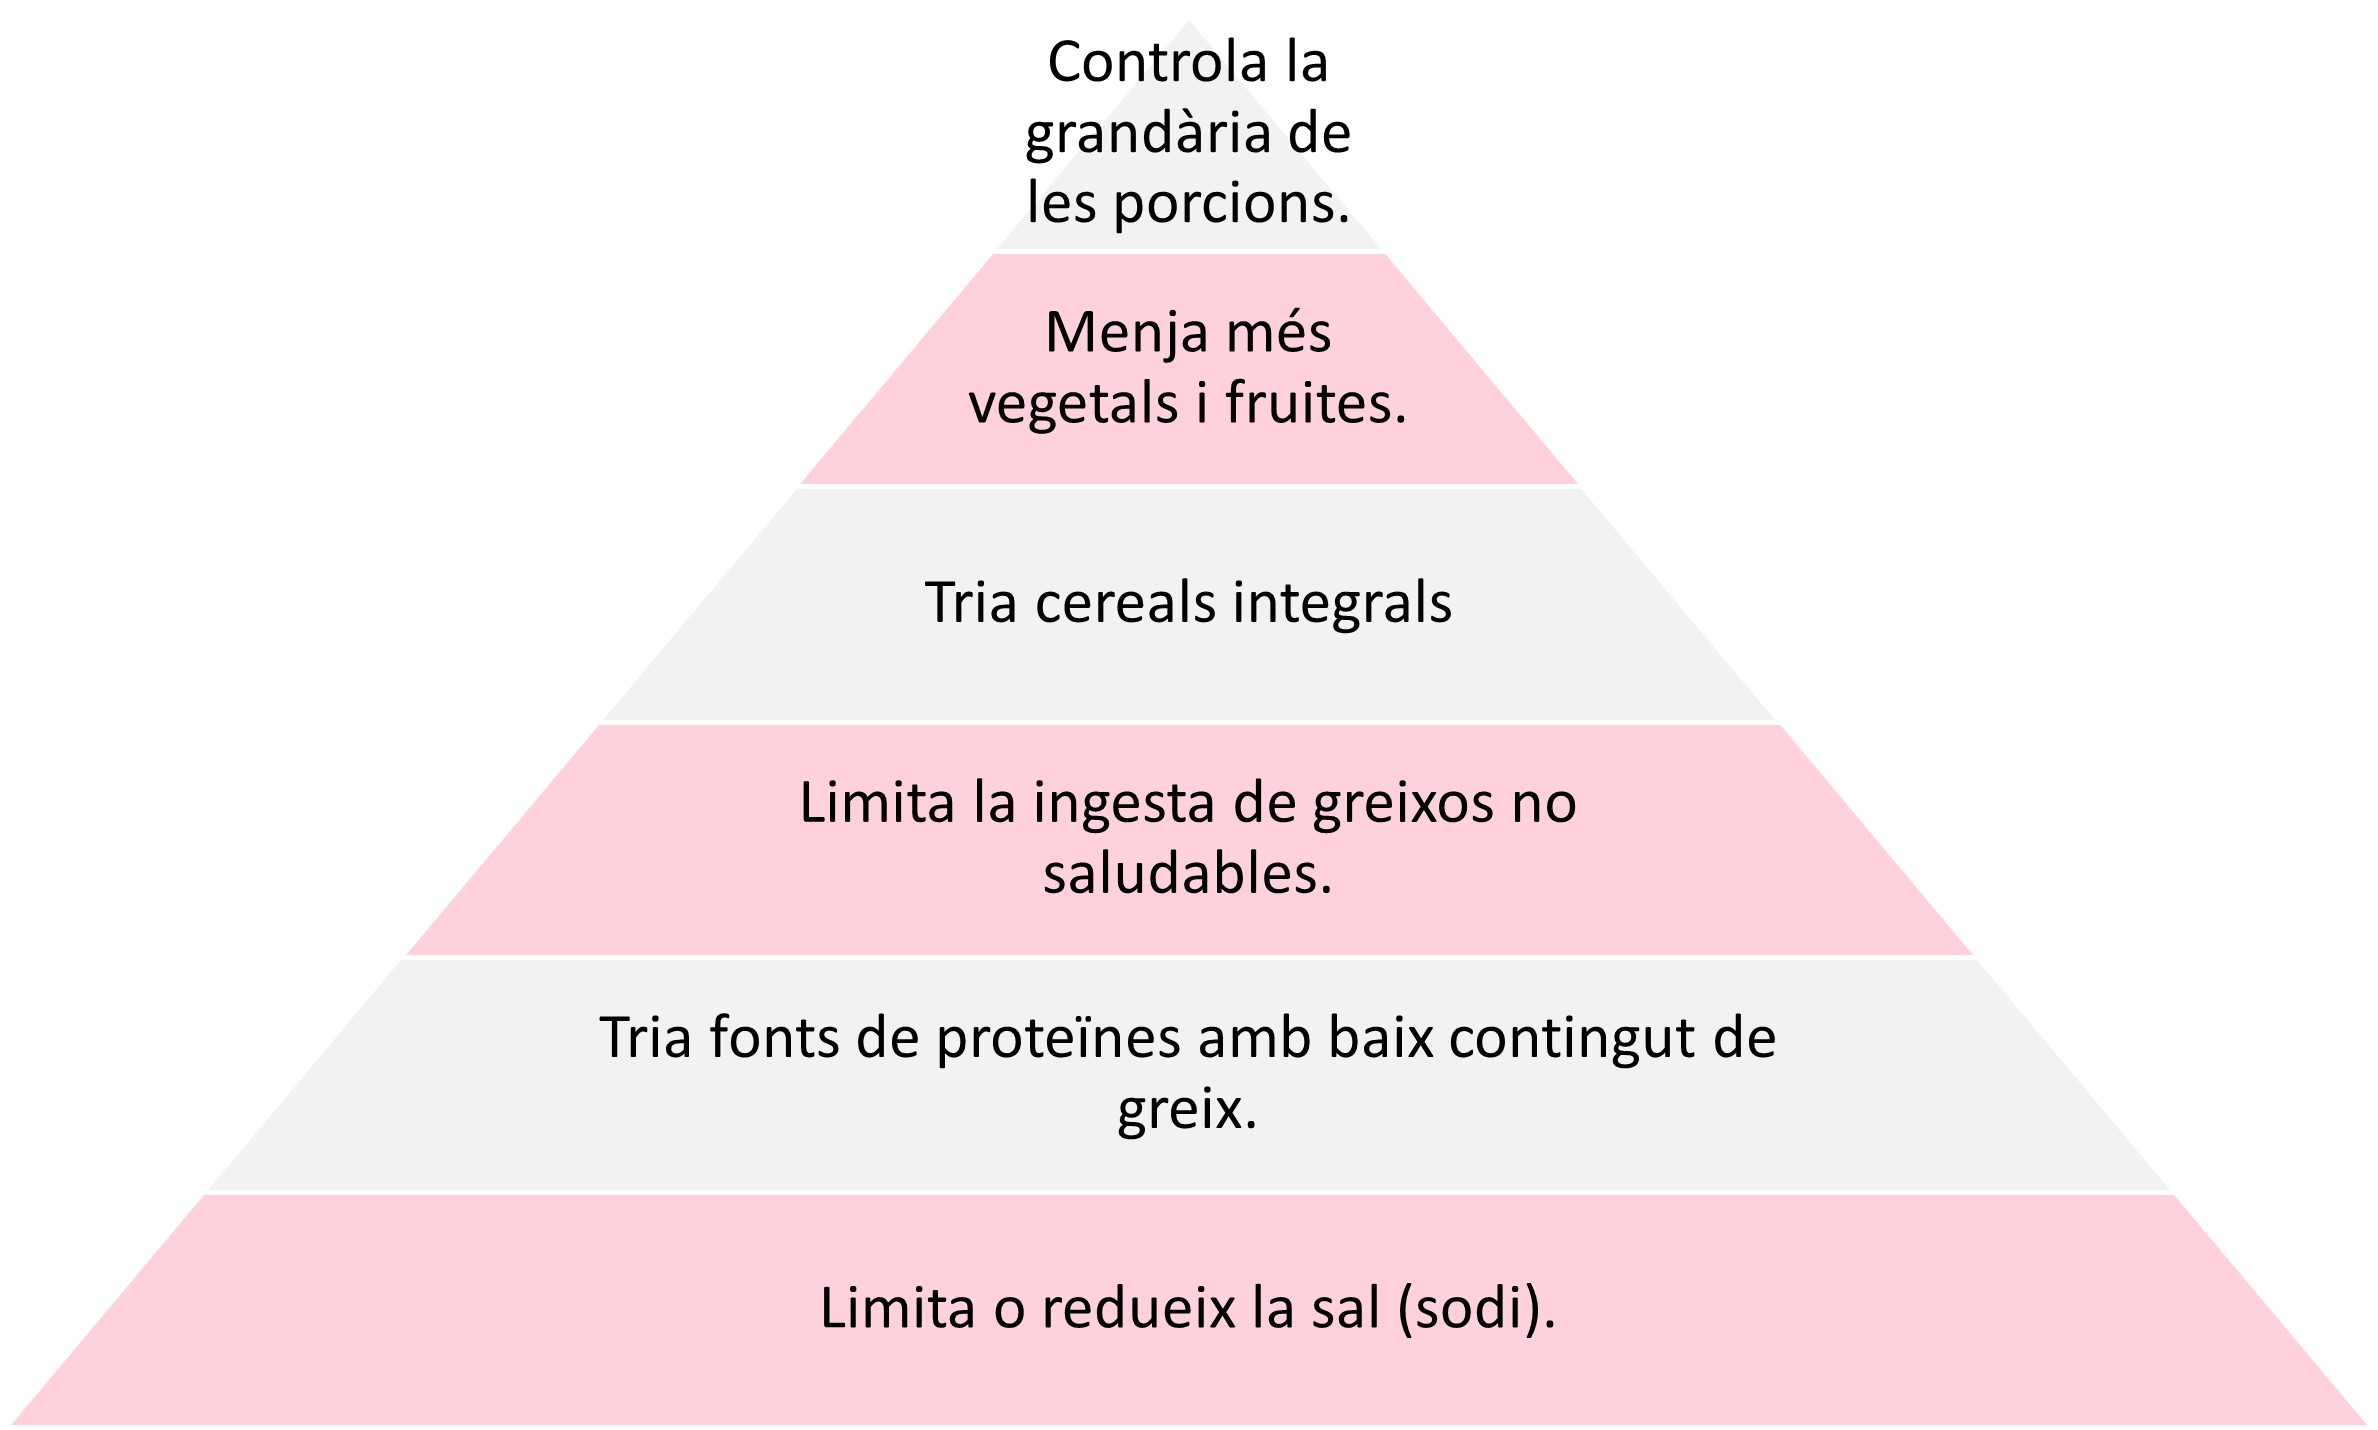 Controla la
grandària de
les porcions.
Menja més
vegetals i fruites.
Tria cereals integrals
Limita la ingesta de greixos no
saludables.
Tria fonts de proteïnes amb baix contingut de
greix.
Limita o redueix la sal (sodi).